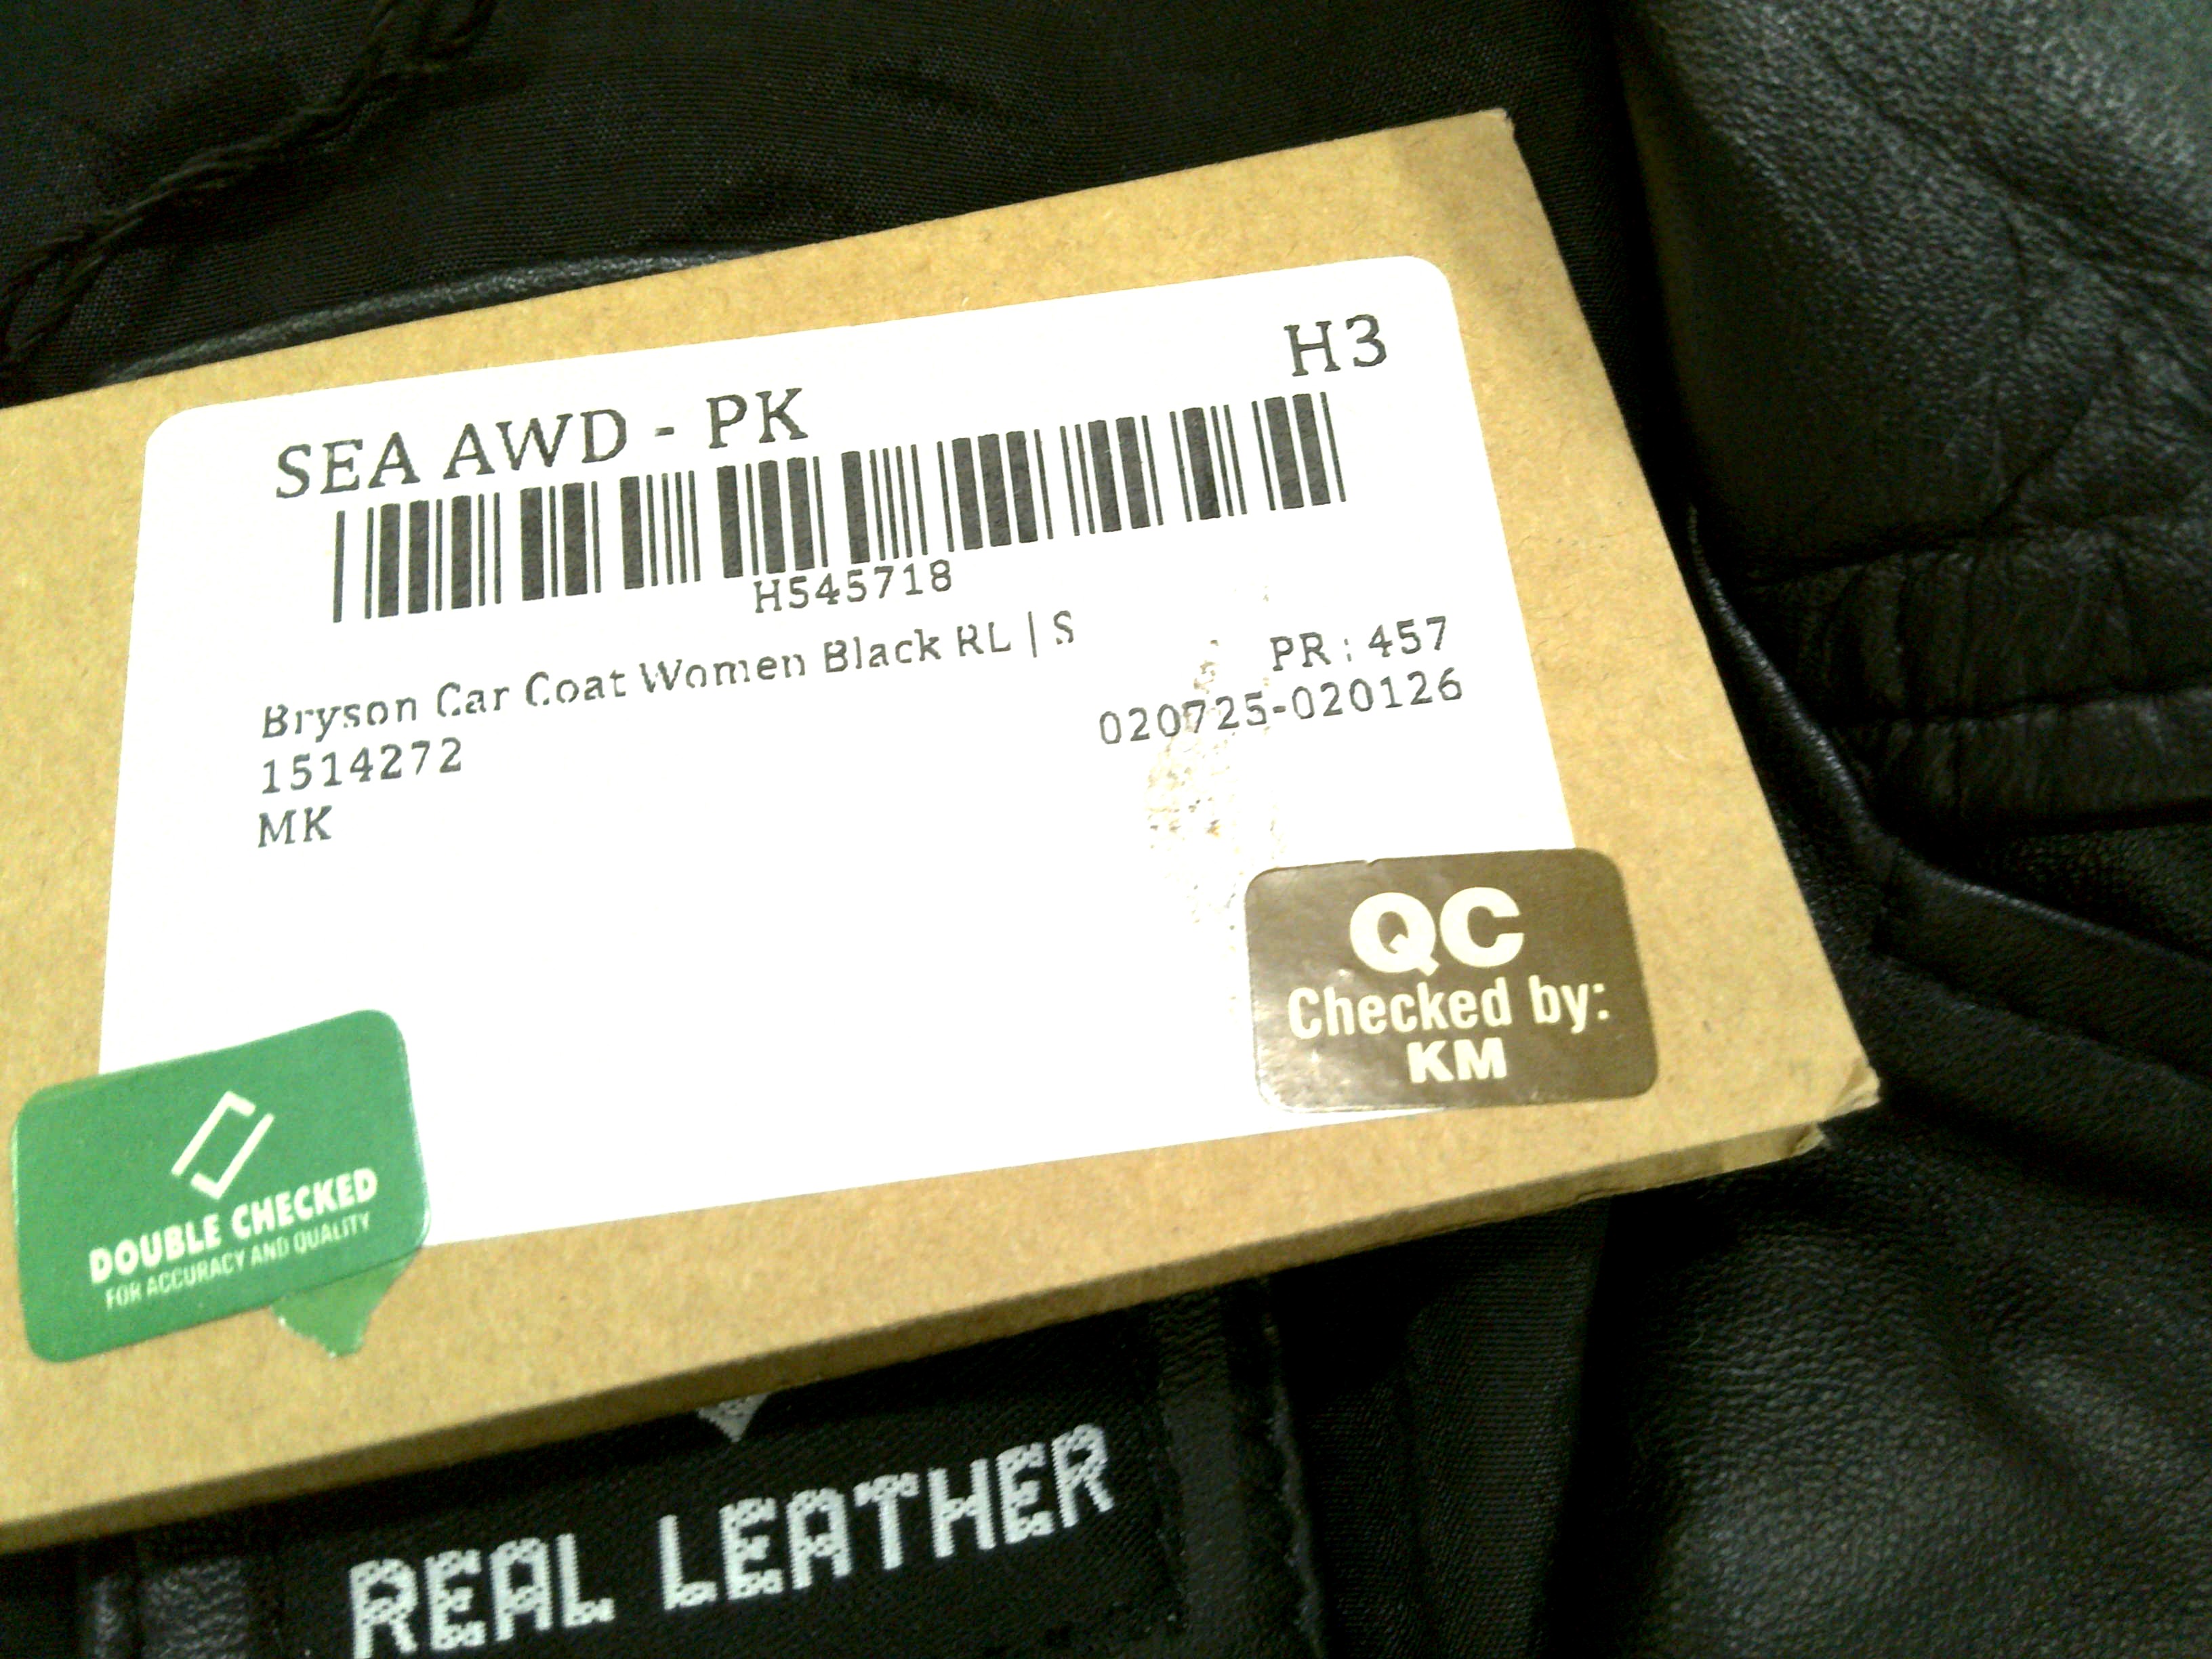 H3
SEA AWD - PK
H545718
Bryson Car Coat Women Black RL | S
PR : 457
1514272
020725-020126
MK
QC
Checked by:
KM
DOUBLE CHECKED
FOR ACCURACY AND QUALITY
REAL LEATHER